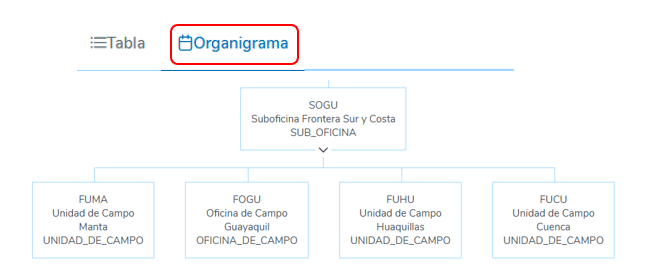 Tabla
Organigrama
SOGU
Suboficina Frontera Sur y Costa
SUB_OFICINA
FUMA
Unidad de Campo
Manta
UNIDAD_DE_CAMPO
FOGU
Oficina de Campo
Guayaquil
OFICINA_DE_CAMPO
FUHU
Unidad de Campo
Huaquillas
UNIDAD_DE_CAMPO
FUCU
Unidad de Campo
Cuenca
UNIDAD_DE_CAMPO